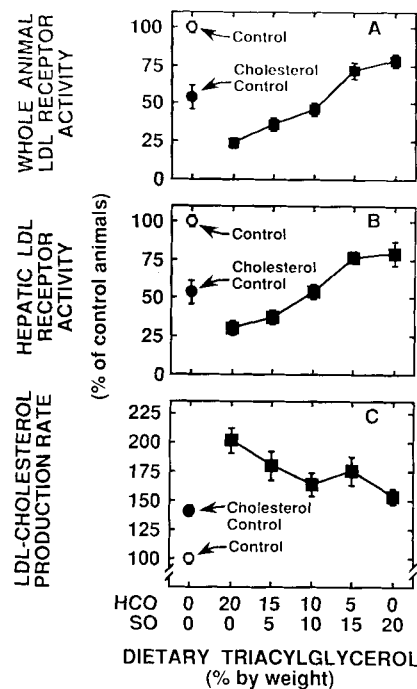 WHOLE ANIMAL
LDL RECEPTOR
ACTIVITY
100
75
50
25
0
A
Control
Cholesterol
Control
HEPATIC LDL
RECEPTOR
ACTIVITY
(% of control animals)
100
75
50
25
0
B
Control
Cholesterol
Control
LDL-CHOLESTEROL
PRODUCTION RATE
225
200
175
150
125
100
C
Cholesterol
Control
Control
HCO 0 20 15 10 5 0
SO 0 0 5 10 15 20
DIETARY TRIACYLGLYCEROL
(% by weight)